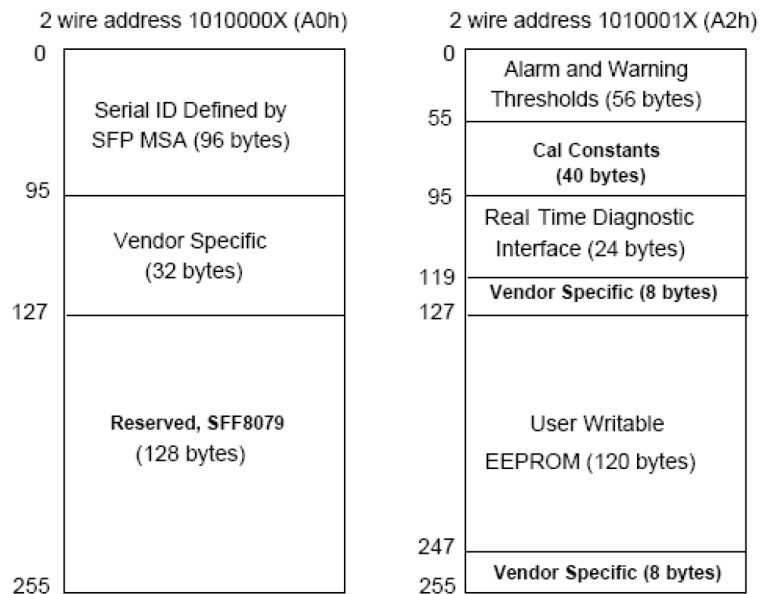 2 wire address 1010000X (A0h)
0
Serial ID Defined by
SFP MSA (96 bytes)
95
Vendor Specific
(32 bytes)
127
Reserved, SFF8079
(128 bytes)
255
2 wire address 1010001X (A2h)
0
Alarm and Warning
Thresholds (56 bytes)
55
Cal Constants
(40 bytes)
95
Real Time Diagnostic
Interface (24 bytes)
119
Vendor Specific (8 bytes)
127
User Writable
EEPROM (120 bytes)
247
Vendor Specific (8 bytes)
255